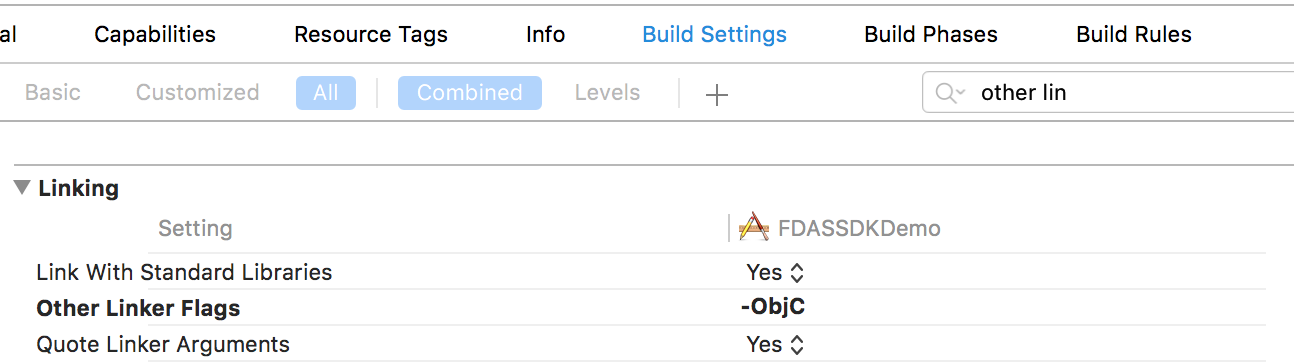 al Capabilities Resource Tags Info Build Settings Build Phases Build Rules
Basic Customized All Combined Levels + other lin
Linking
Setting FDASSDKDemo
Link With Standard Libraries Yes
Other Linker Flags -ObjC
Quote Linker Arguments Yes